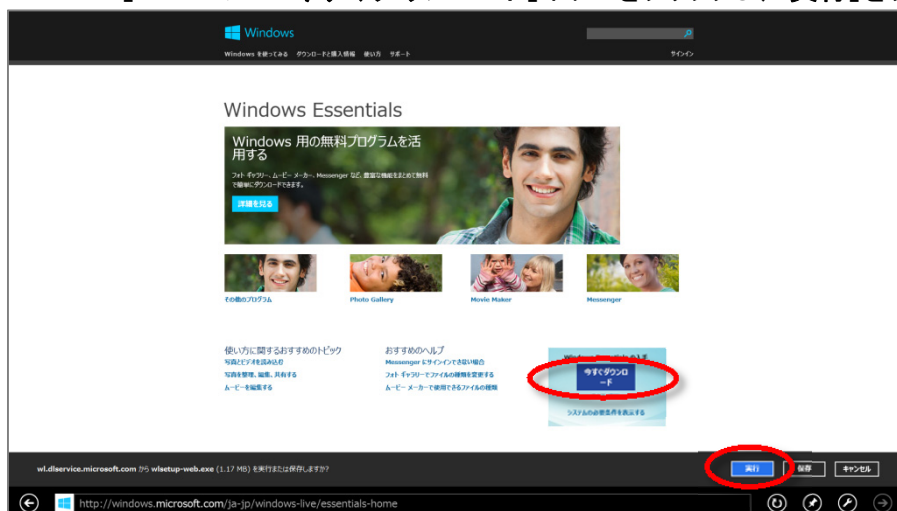 Windows
Windows を使ってみる ダウンロードと購入情報 使い方 サポート
サインイン
Windows Essentials
Windows 用の無料プログラムを活
用する
フォト ギャラリー、ムービー メーカー、Messenger など、豊富な機能をまとめて無料
で簡単にダウンロードできます。
詳細を見る
その他のプログラム
Photo Gallery
Movie Maker
Messenger
使い方に関するおすすめのトピック
写真とビデオを読み込む
写真を整理、編集、共有する
ムービーを編集する
おすすめのヘルプ
Messenger にサインインできない場合
フォト ギャラリーでファイルの種類を変更する
ムービー メーカーで使用できるファイルの種類
今すぐダウンロ
ード
システムの必要条件を表示する
wl.dlservice.microsoft.com から wlsetup-web.exe (1.17 MB) を実行または保存しますか?
実行
保存
キャンセル
http://windows.microsoft.com/ja-jp/windows-live/essentials-home